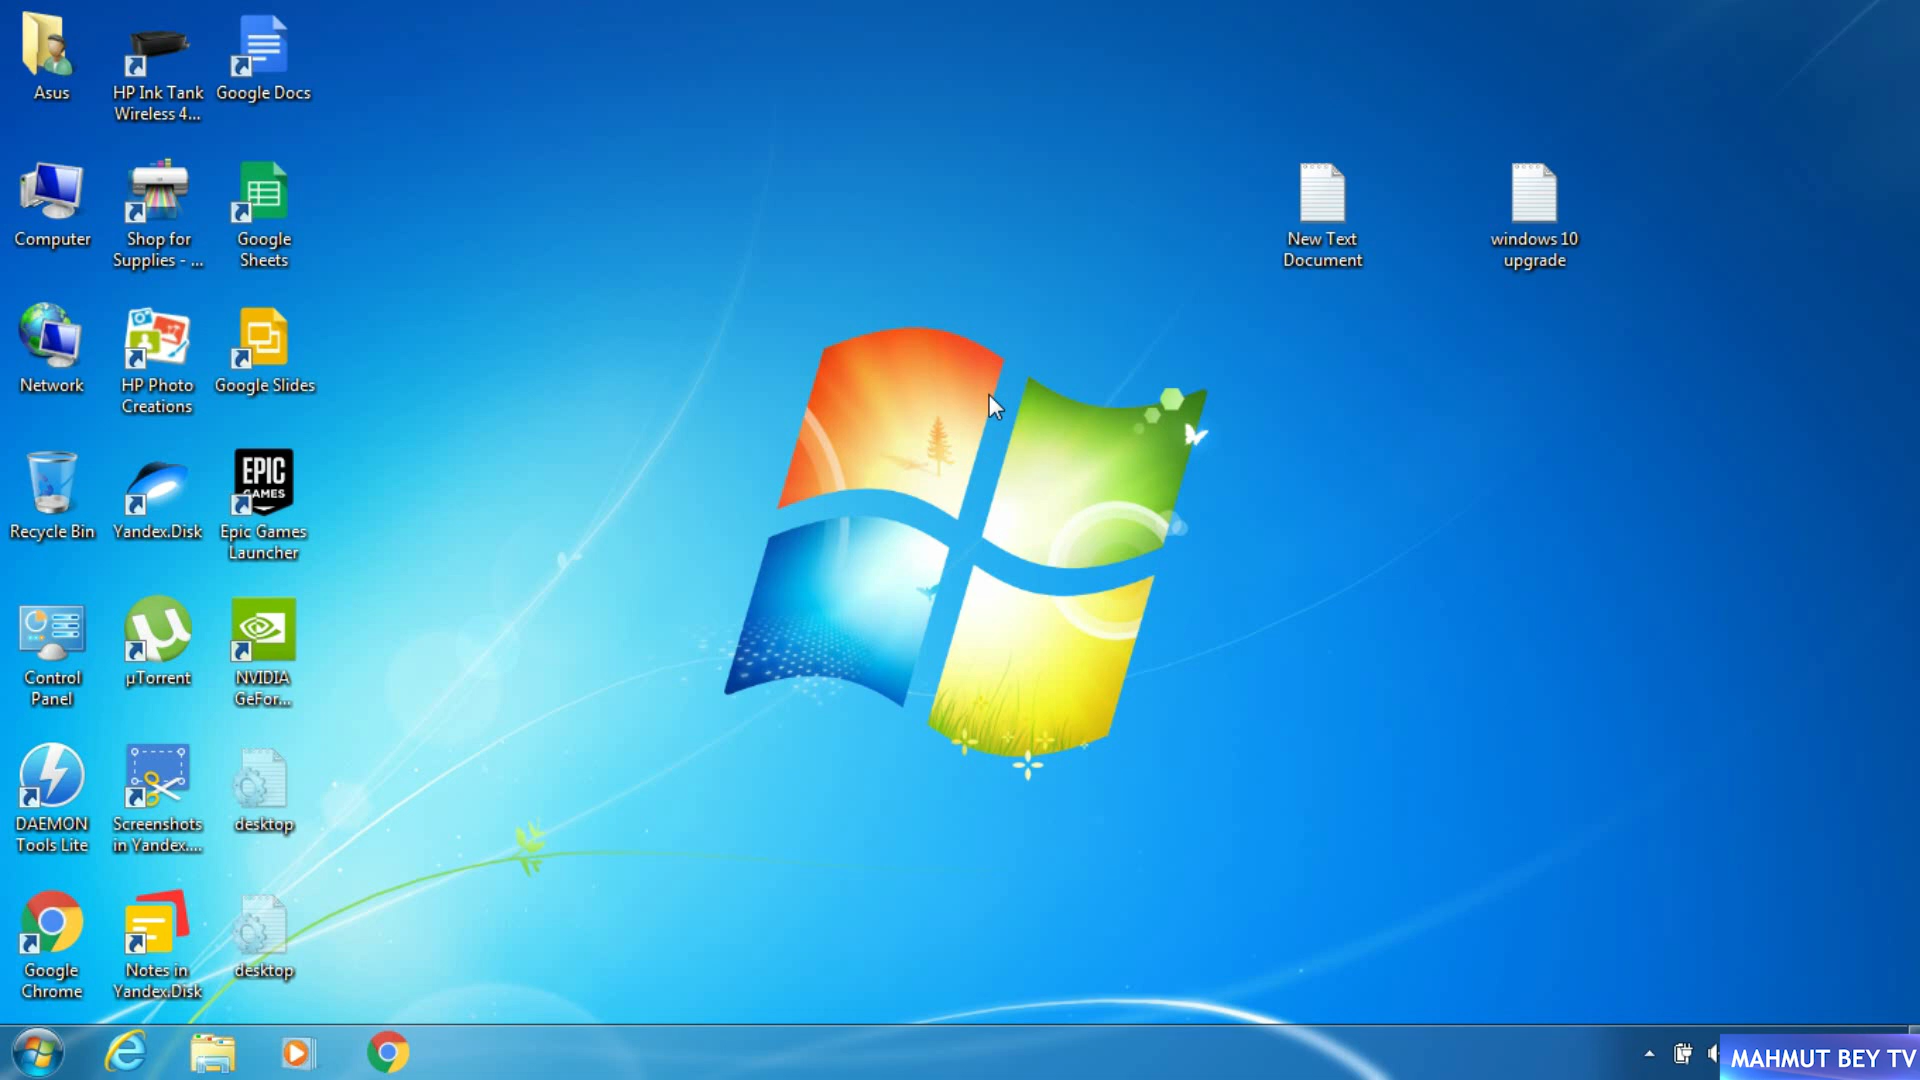 Asus
HP Ink Tank
Wireless 4...
Google Docs
Computer
Shop for
Supplies - ...
Google
Sheets
New Text
Document
windows 10
upgrade
Network
HP Photo
Creations
Google Slides
Recycle Bin
Yandex.Disk
EPIC
GAMES
Epic Games
Launcher
Control
Panel
µTorrent
NVIDIA
GeFor...
DAEMON
Tools Lite
Screenshots
in Yandex....
desktop
Google
Chrome
Notes in
Yandex.Disk
desktop
MAHMUT BEY TV